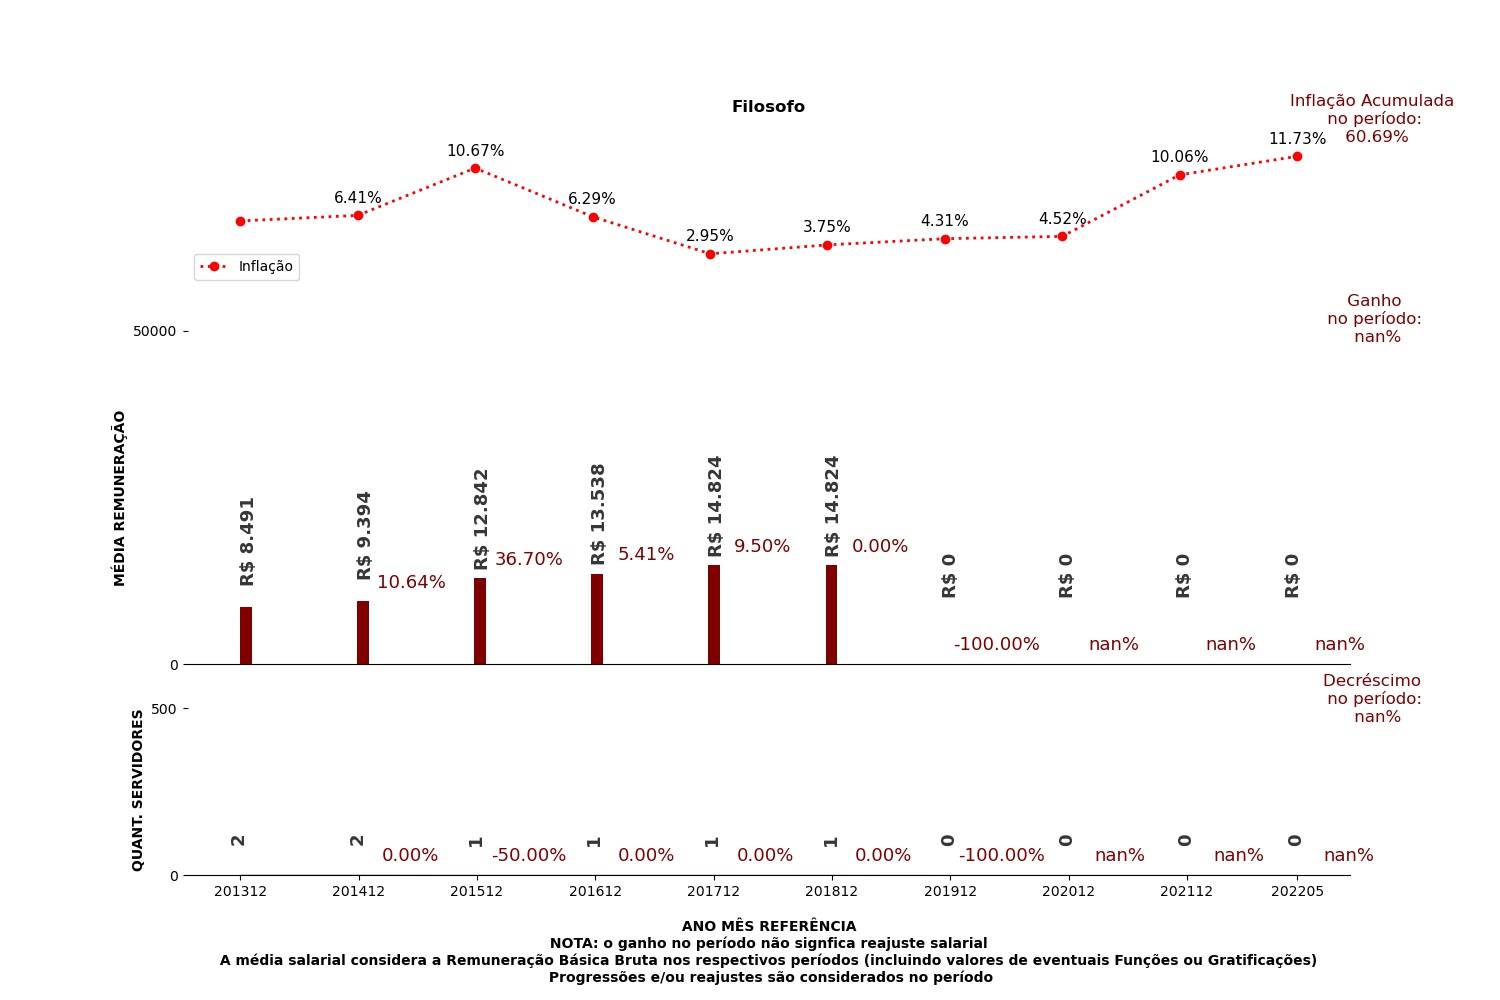 Filosofo
Inflação Acumulada
no período:
60.69%
6.41%
10.67%
6.29%
2.95%
3.75%
4.31%
4.52%
10.06%
11.73%
Inflação
Ganho
no período:
nan%
50000
0
MÉDIA REMUNERAÇÃO
R$ 8.491
R$ 9.394
R$ 12.842
R$ 13.538
R$ 14.824
R$ 14.824
R$ 0
R$ 0
R$ 0
R$ 0
10.64%
36.70%
5.41%
9.50%
0.00%
-100.00%
nan%
nan%
nan%
Decréscimo
no período:
nan%
500
0
QUANT. SERVIDORES
2
2
1
1
1
1
0
0
0
0
0.00%
-50.00%
0.00%
0.00%
0.00%
-100.00%
nan%
nan%
nan%
201312
201412
201512
201612
201712
201812
201912
202012
202112
202205
ANO MÊS REFERÊNCIA
NOTA: o ganho no período não signfica reajuste salarial
A média salarial considera a Remuneração Básica Bruta nos respectivos períodos (incluindo valores de eventuais Funções ou Gratificações)
Progressões e/ou reajustes são considerados no período